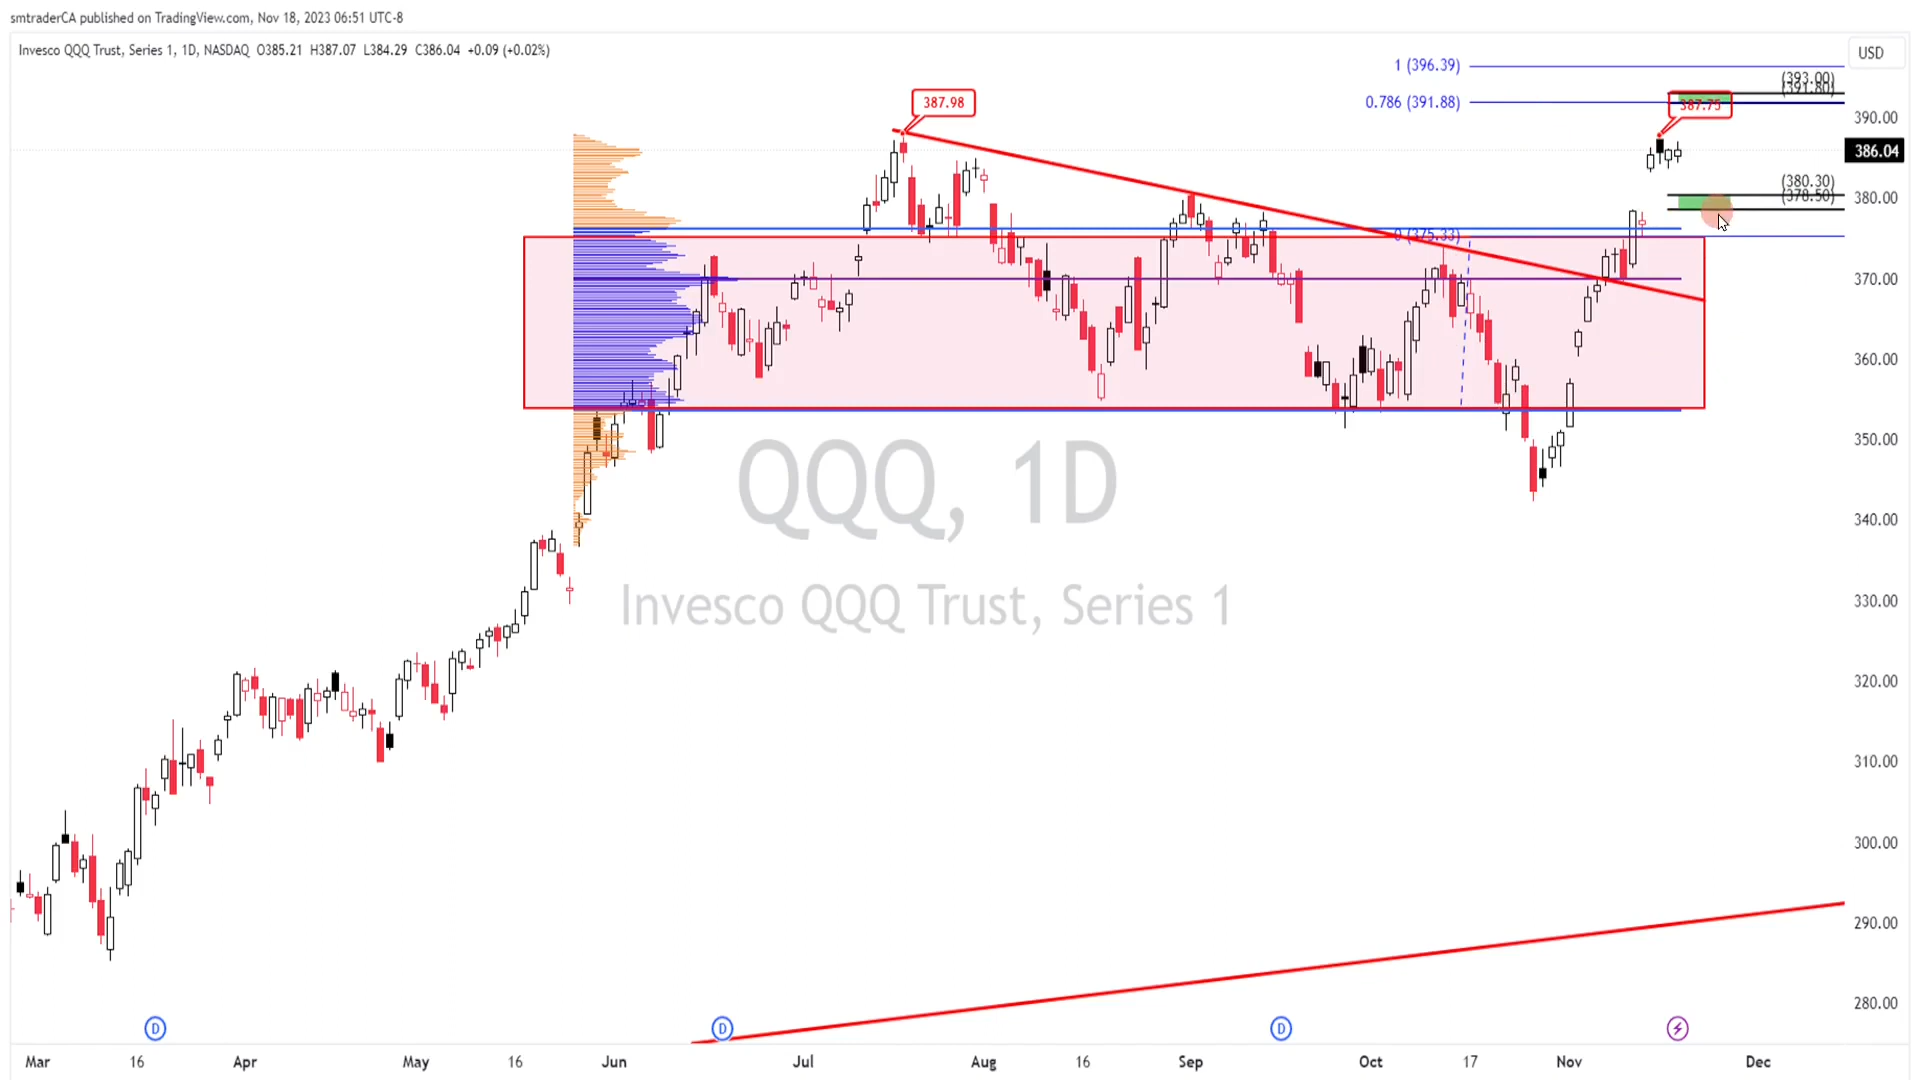 smtraderCA published on TradingView.com, Nov 18, 2023 06:51 UTC-8
Invesco QQQ Trust, Series 1, 1D, NASDAQ O385.21 H387.07 L384.29 C386.04 +0.09 (+0.02%)
USD
1 (396.39)
(393.00)
(391.80)
0.786 (391.88)
387.98
387.75
390.00
386.04
(380.30)
(378.50)
380.00
0 (375.33)
370.00
360.00
350.00
340.00
330.00
320.00
310.00
300.00
290.00
280.00
QQQ, 1D
Invesco QQQ Trust, Series 1
D
D
D
Mar 16 Apr May 16 Jun Jul Aug 16 Sep Oct 17 Nov Dec